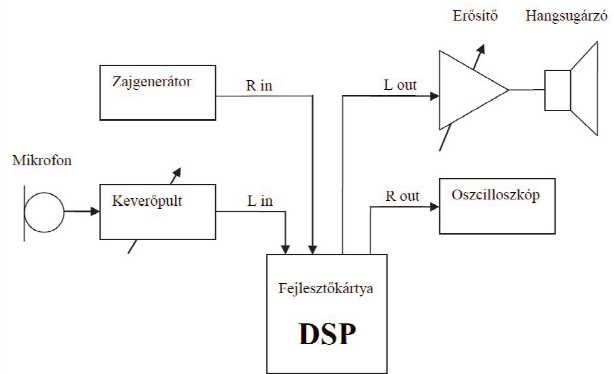 Erősítő
Hangsugárzó
Zajgenerátor
R in
L out
Mikrofon
Keverőpult
L in
R out
Oszcilloszkóp
Fejlesztőkártya
DSP